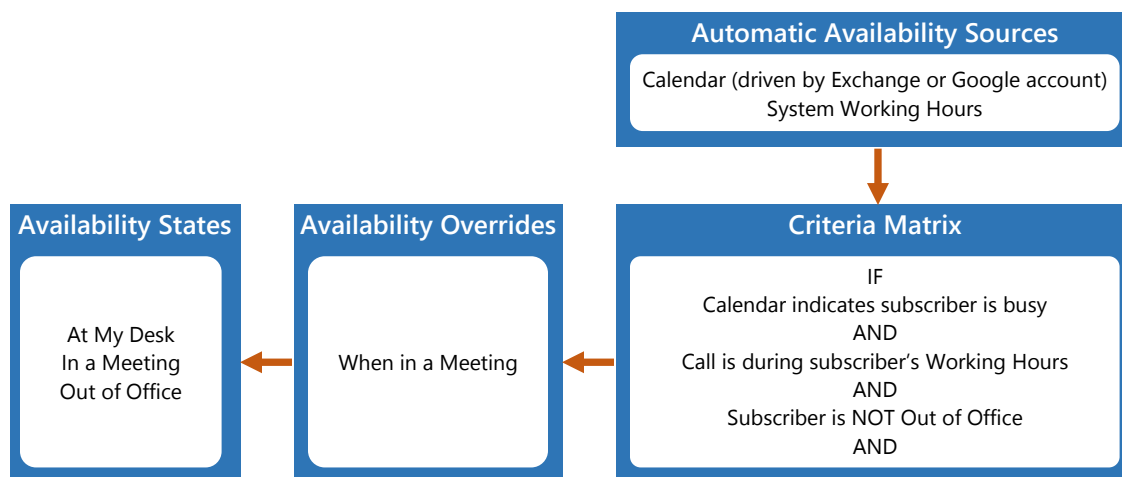 Automatic Availability Sources
Calendar (driven by Exchange or Google account)
System Working Hours
Availability States
At My Desk
In a Meeting
Out of Office
Availability Overrides
When in a Meeting
Criteria Matrix
IF
Calendar indicates subscriber is busy
AND
Call is during subscriber’s Working Hours
AND
Subscriber is NOT Out of Office
AND